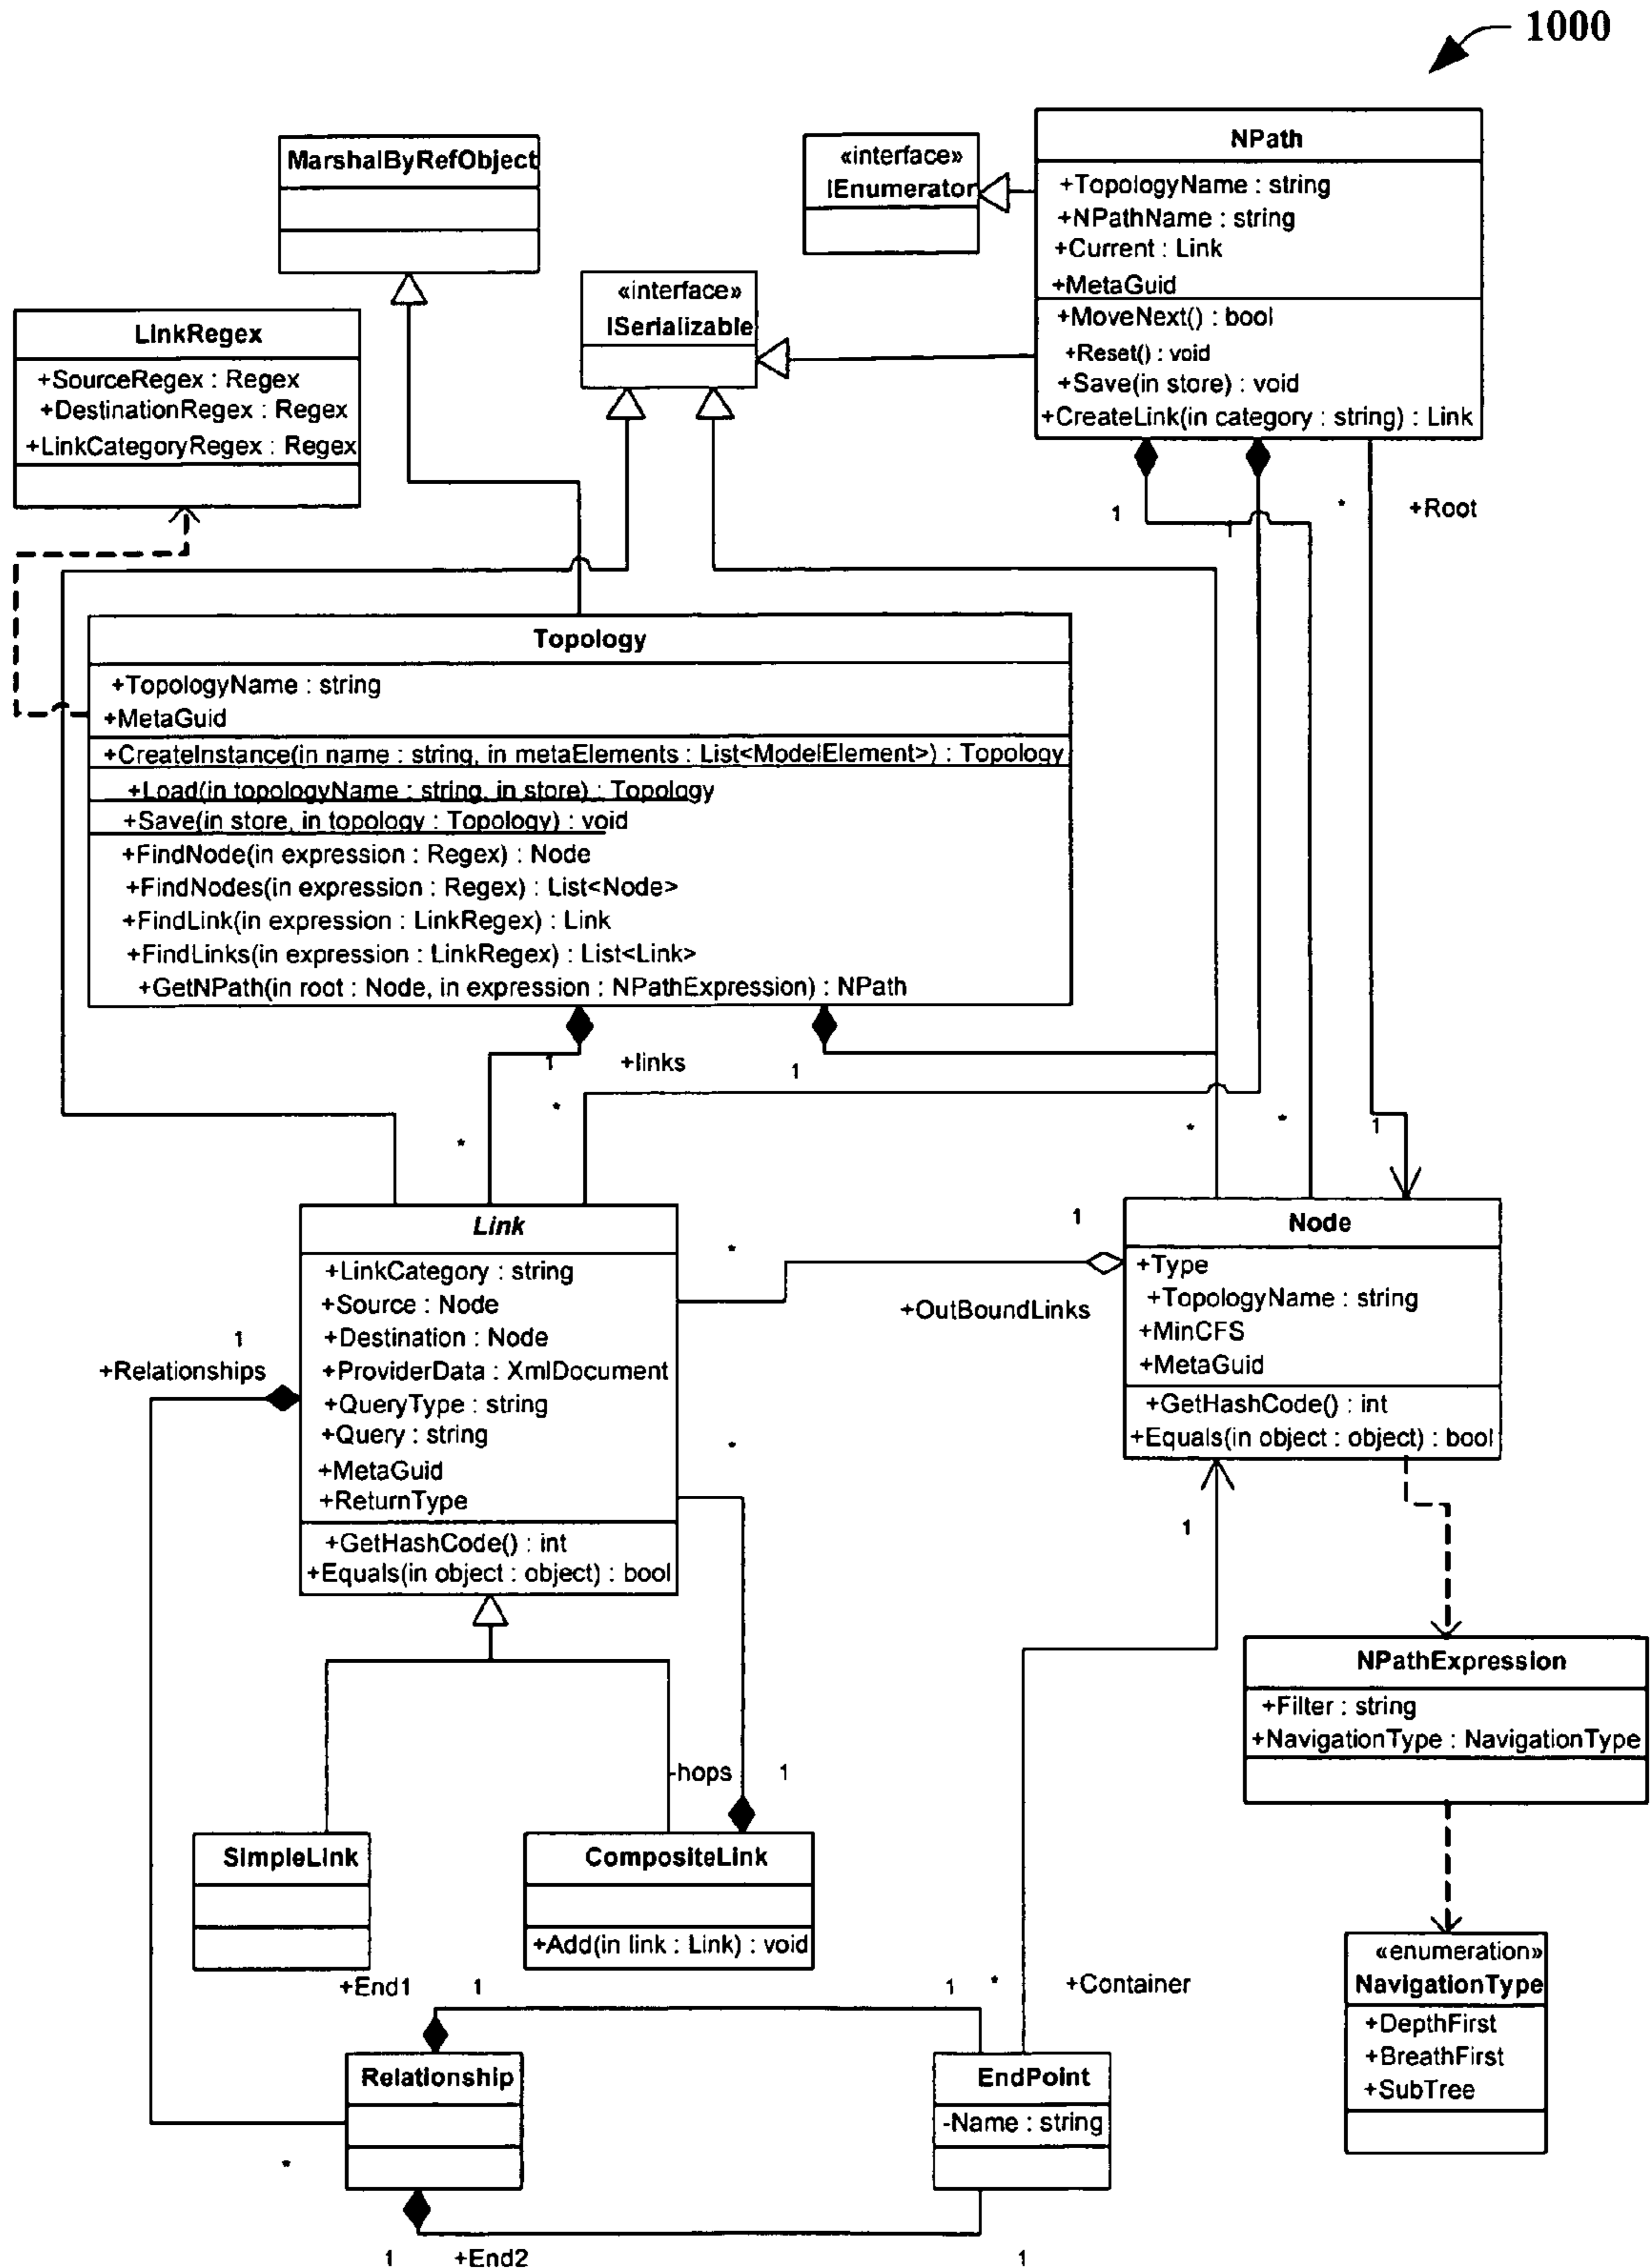 1000
MarshalByRefObject
«interface»
IEnumerator
NPath
+TopologyName : string
+NPathName : string
+Current : Link
+MetaGuid
+MoveNext() : bool
+Reset() : void
+Save(in store) : void
+CreateLink(in category : string) : Link
«interface»
ISerializable
LinkRegex
+SourceRegex : Regex
+DestinationRegex : Regex
+LinkCategoryRegex : Regex
1
1
*
+Root
Topology
+TopologyName : string
+MetaGuid
+CreateInstance(in name : string, in metaElements : List<ModelElement>) : Topology
+Load(in topologyName : string, in store) : Topology
+Save(in store, in topology : Topology) : void
+FindNode(in expression : Regex) : Node
+FindNodes(in expression : Regex) : List<Node>
+FindLink(in expression : LinkRegex) : Link
+FindLinks(in expression : LinkRegex) : List<Link>
+GetNPath(in root : Node, in expression : NPathExpression) : NPath
1
+links
1
*
*
*
*
1
Link
+LinkCategory : string
+Source : Node
+Destination : Node
+ProviderData : XmlDocument
+QueryType : string
+Query : string
+MetaGuid
+ReturnType
+GetHashCode() : int
+Equals(in object : object) : bool
*
1
+OutBoundLinks
Node
+Type
+TopologyName : string
+MinCFS
+MetaGuid
+GetHashCode() : int
+Equals(in object : object) : bool
1
+Relationships
*
1
NPathExpression
+Filter : string
+NavigationType : NavigationType
-hops
1
SimpleLink
CompositeLink
+Add(in link : Link) : void
«enumeration»
NavigationType
+DepthFirst
+BreathFirst
+SubTree
+End1
1
1
*
+Container
Relationship
EndPoint
-Name : string
*
1
+End2
1